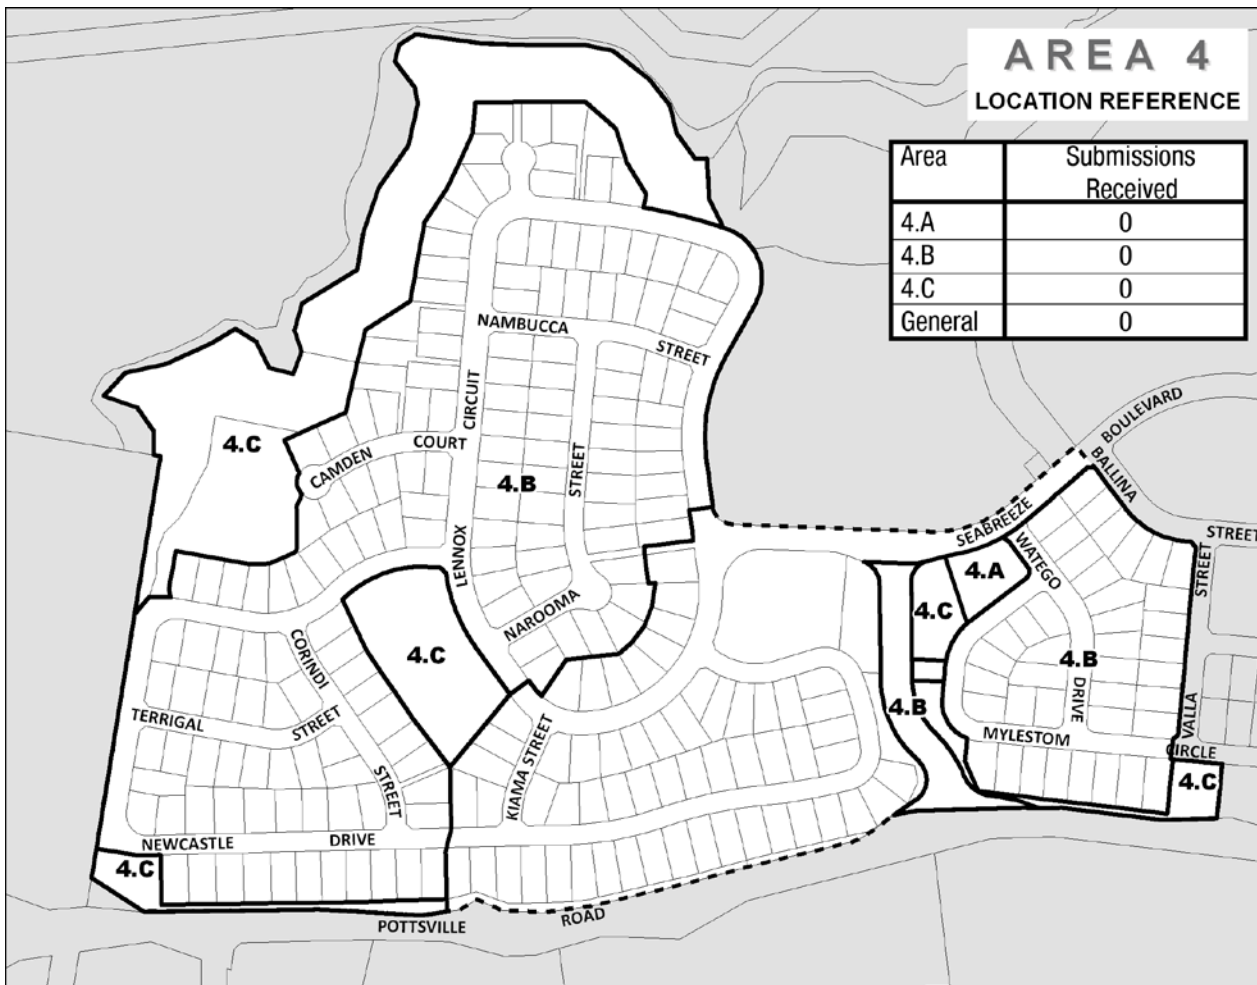 AREA 4
LOCATION REFERENCE
Area Submissions Received
4.A 0
4.B 0
4.C 0
General 0
NAMBUCCA STREET
CIRCUIT
BOULEVARD
4.C
CAMDEN COURT
STREET
4.B
BALLINA
SEABREEZE
STREET
LENNOX
WATEGO
4.A
STREET
NAROOMA
4.C
CORINDI
4.C
4.B
DRIVE
TERRIGAL STREET
4.B
VALLA
MYLESTOM CIRCLE
KIAMA STREET
STREET
4.C
NEWCASTLE DRIVE
4.C
POTTSVILLE ROAD